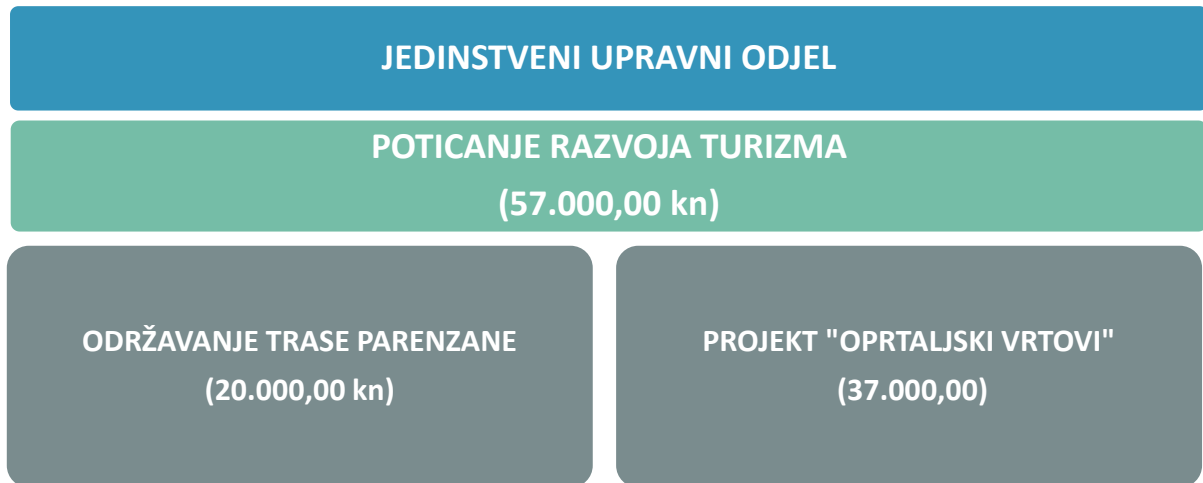 JEDINSTVENI UPRAVNI ODJEL
POTICANJE RAZVOJA TURIZMA
(57.000,00 kn)
ODRŽAVANJE TRASE PARENZANE
(20.000,00 kn)
PROJEKT "OPRTALJSKI VRTOVI"
(37.000,00)